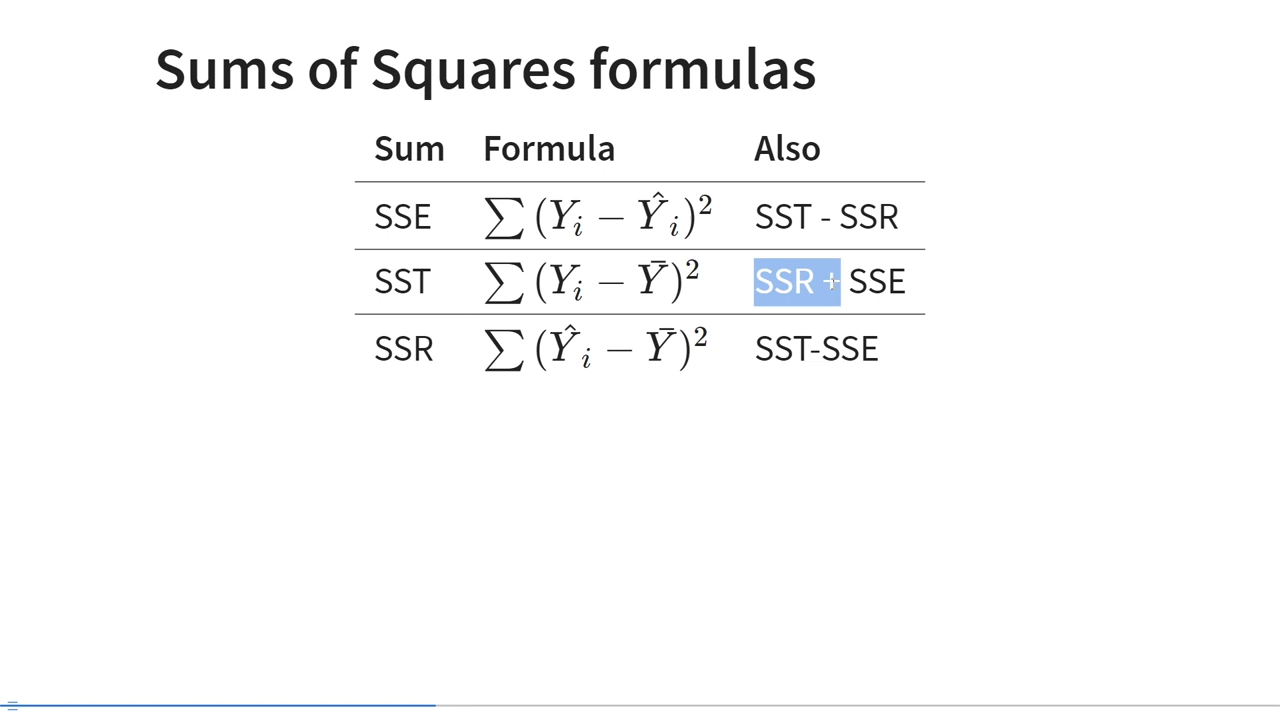 Sums of Squares formulas
Sum Formula Also
SSE ∑(Yᵢ − Ŷᵢ)² SST - SSR
SST ∑(Yᵢ − Ȳ)² SSR + SSE
SSR ∑(Ŷᵢ − Ȳ)² SST-SSE